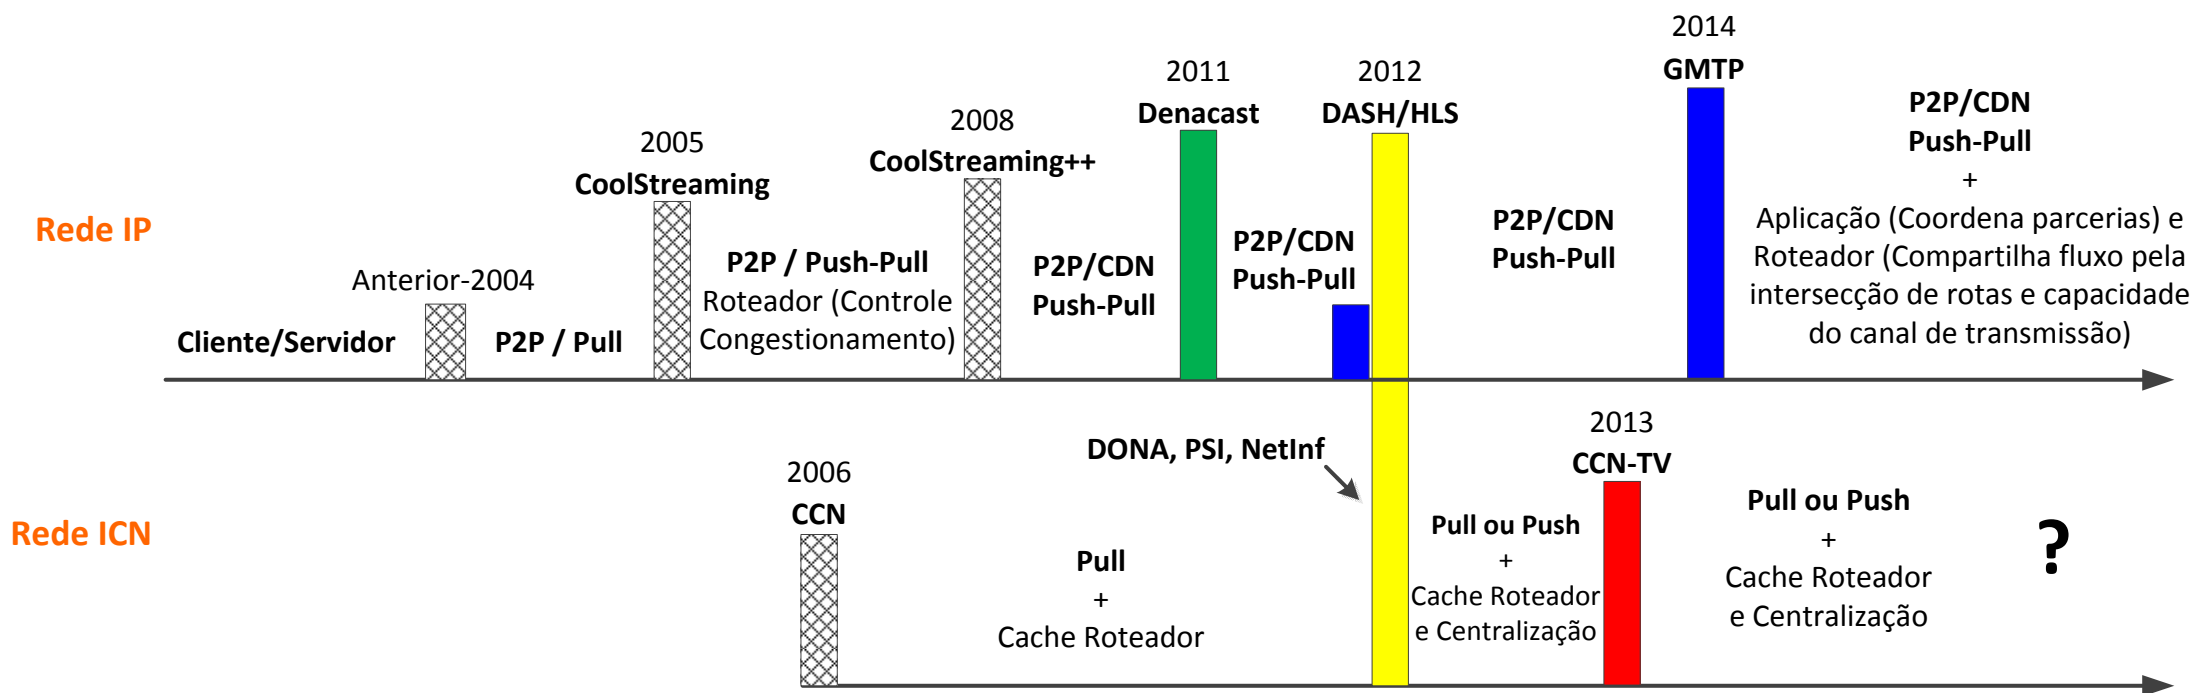 Rede IP
Cliente/Servidor
Anterior-2004
P2P / Pull
2005
CoolStreaming
P2P / Push-Pull
Roteador (Controle
Congestionamento)
2008
CoolStreaming++
P2P/CDN
Push-Pull
2011
Denacast
P2P/CDN
Push-Pull
2012
DASH/HLS
P2P/CDN
Push-Pull
2014
GMTP
P2P/CDN
Push-Pull
+
Aplicação (Coordena parcerias) e
Roteador (Compartilha fluxo pela
intersecção de rotas e capacidade
do canal de transmissão)
Rede ICN
2006
CCN
Pull
+
Cache Roteador
DONA, PSI, NetInf
Pull ou Push
+
Cache Roteador
e Centralização
2013
CCN-TV
Pull ou Push
+
Cache Roteador
e Centralização
?